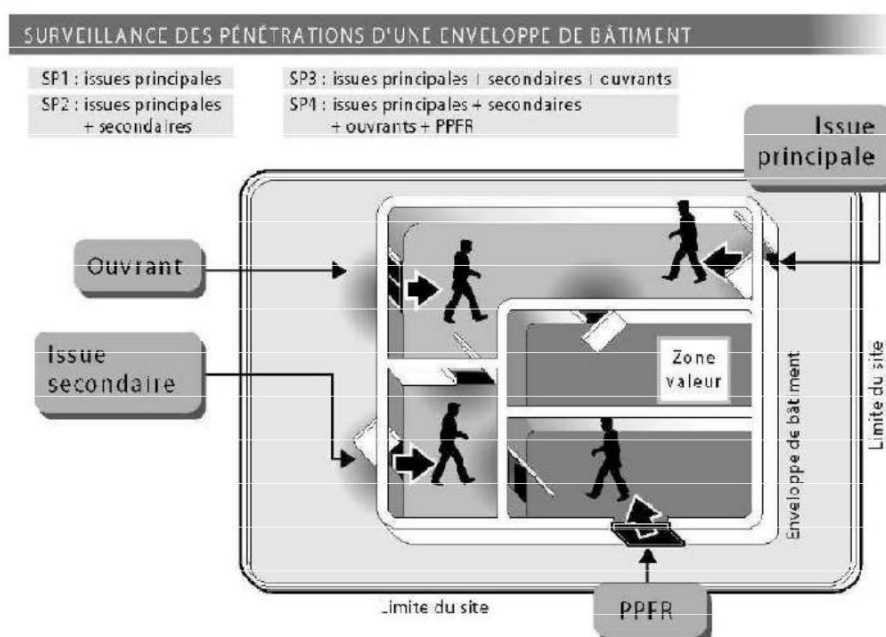 SURVEILLANCE DES PÉNÉTRATIONS D'UNE ENVELOPPE DE BÂTIMENT
SP1 : issues principales
SP2 : issues principales
+ secondaires
SP3 : issues principales + secondaires + ouvrants
SP4 : issues principales + secondaires
+ ouvrants + PPFR
Issue
principale
Ouvrant
Issue
secondaire
Zone
valeur
Enveloppe de bâtiment
Limite du site
Limite du site
PPFR